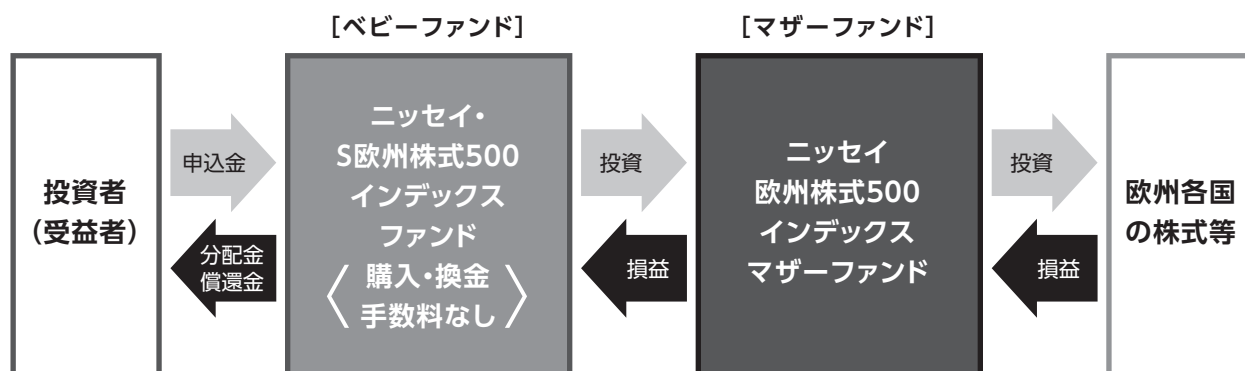 [ベビーファンド]
[マザーファンド]
投資者
（受益者）
申込金
分配金
償還金
ニッセイ・
S欧州株式500
インデックス
ファンド
〈購入・換金
手数料なし〉
投資
損益
ニッセイ
欧州株式500
インデックス
マザーファンド
投資
損益
欧州各国
の株式等